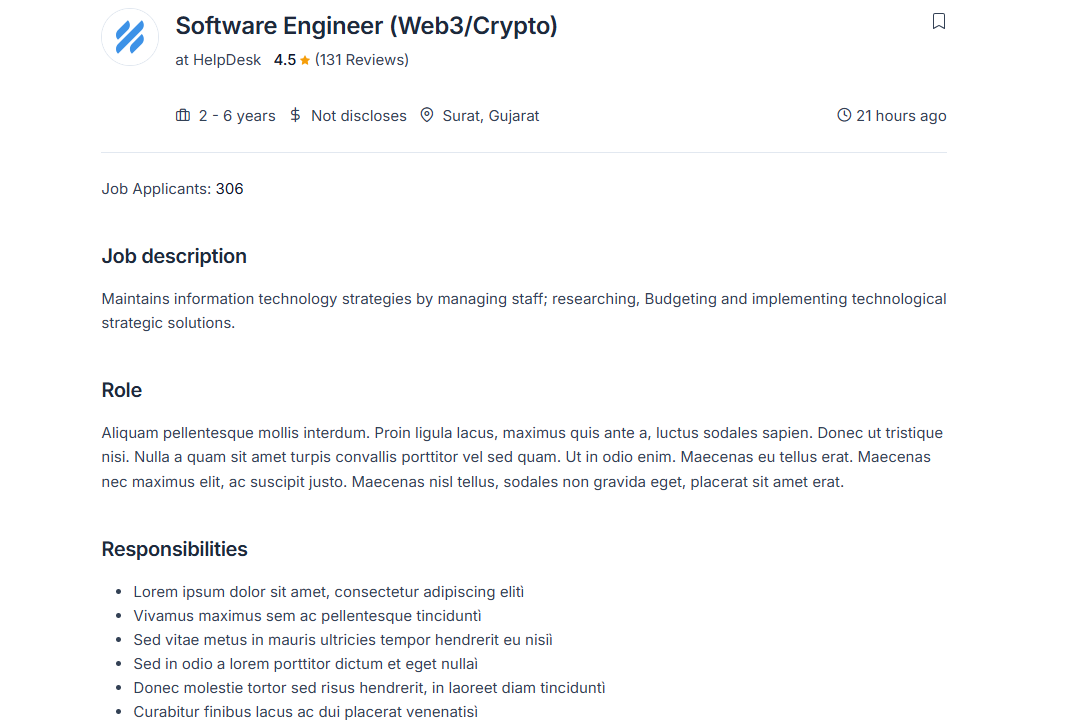 Software Engineer (Web3/Crypto)
at HelpDesk 4.5 (131 Reviews)
2 - 6 years $ Not discloses Surat, Gujarat 21 hours ago
Job Applicants: 306
Job description
Maintains information technology strategies by managing staff; researching, Budgeting and implementing technological
strategic solutions.
Role
Aliquam pellentesque mollis interdum. Proin ligula lacus, maximus quis ante a, luctus sodales sapien. Donec ut tristique
nisi. Nulla a quam sit amet turpis convallis porttitor vel sed quam. Ut in odio enim. Maecenas eu tellus erat. Maecenas
nec maximus elit, ac suscipit justo. Maecenas nisl tellus, sodales non gravida eget, placerat sit amet erat.
Responsibilities
• Lorem ipsum dolor sit amet, consectetur adipiscing elitì
• Vivamus maximus sem ac pellentesque tinciduntì
• Sed vitae metus in mauris ultricies tempor hendrerit eu nisiì
• Sed in odio a lorem porttitor dictum et eget nullaì
• Donec molestie tortor sed risus hendrerit, in laoreet diam tinciduntì
• Curabitur finibus lacus ac dui placerat venenatisì